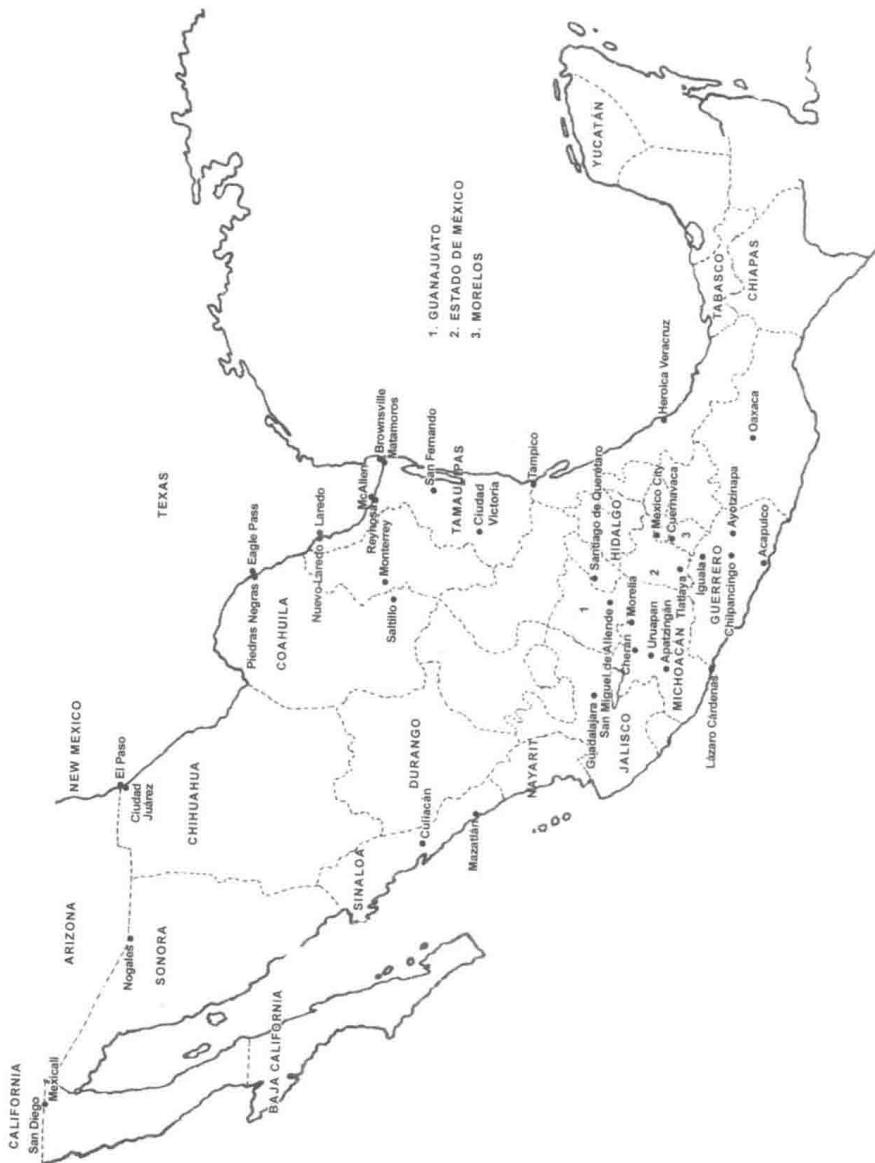 CALIFORNIA
San Diego
Mexicali
ARIZONA
Nogales
SONORA
BAJA CALIFORNIA
NEW MEXICO
El Paso
Ciudad
Juárez
CHIHUAHUA
TEXAS
Piedras Negras
Eagle Pass
COAHUILA
Nuevo-Laredo
Laredo
McAllen
Reynosa
Brownsville
Matamoros
Monterrey
Saltillo
San Fernando
TAMAULIPAS
Ciudad
Victoria
SINALOA
Culiacán
DURANGO
Mazatlán
NAYARIT
Tampico
1. GUANAJUATO
2. ESTADO DE MÉXICO
3. MORELOS
Guadalajara
San Miguel de Allende
1
Santiago de Querétaro
HIDALGO
JALISCO
Cherán
Morelia
Uruapan
Apatzingán
MICHOACÁN
2
Tlatlaya
Mexico City
Cuernavaca
3
Heroica Veracruz
Lázaro Cárdenas
Iguala
GUERRERO
Chilpancingo
Ayotzinapa
Acapulco
Oaxaca
TABASCO
CHIAPAS
YUCATÁN